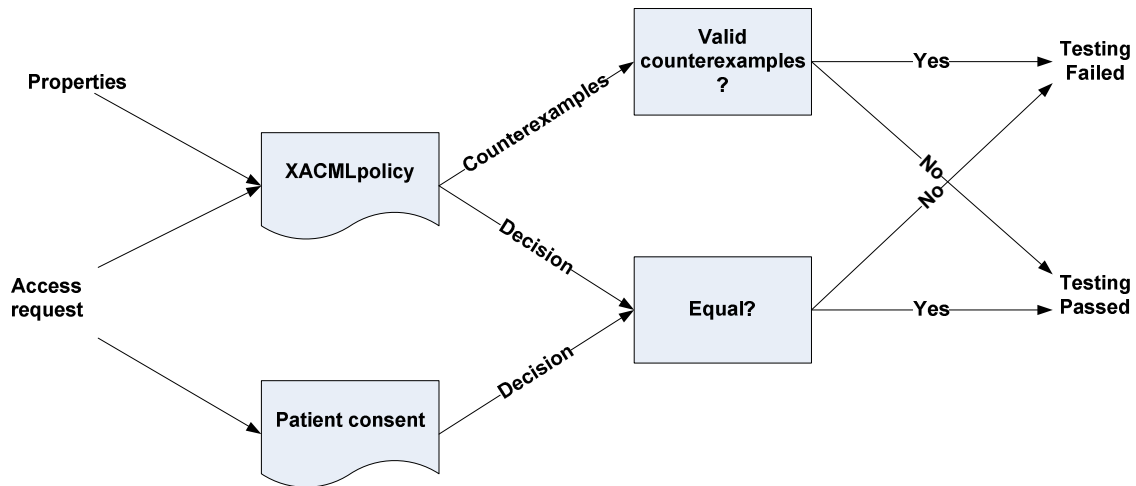 Properties
Access
request
XACMLpolicy
Patient consent
Counterexamples
Decision
Decision
Valid
counterexamples
?
Equal?
Yes
No
No
Yes
Testing
Failed
Testing
Passed